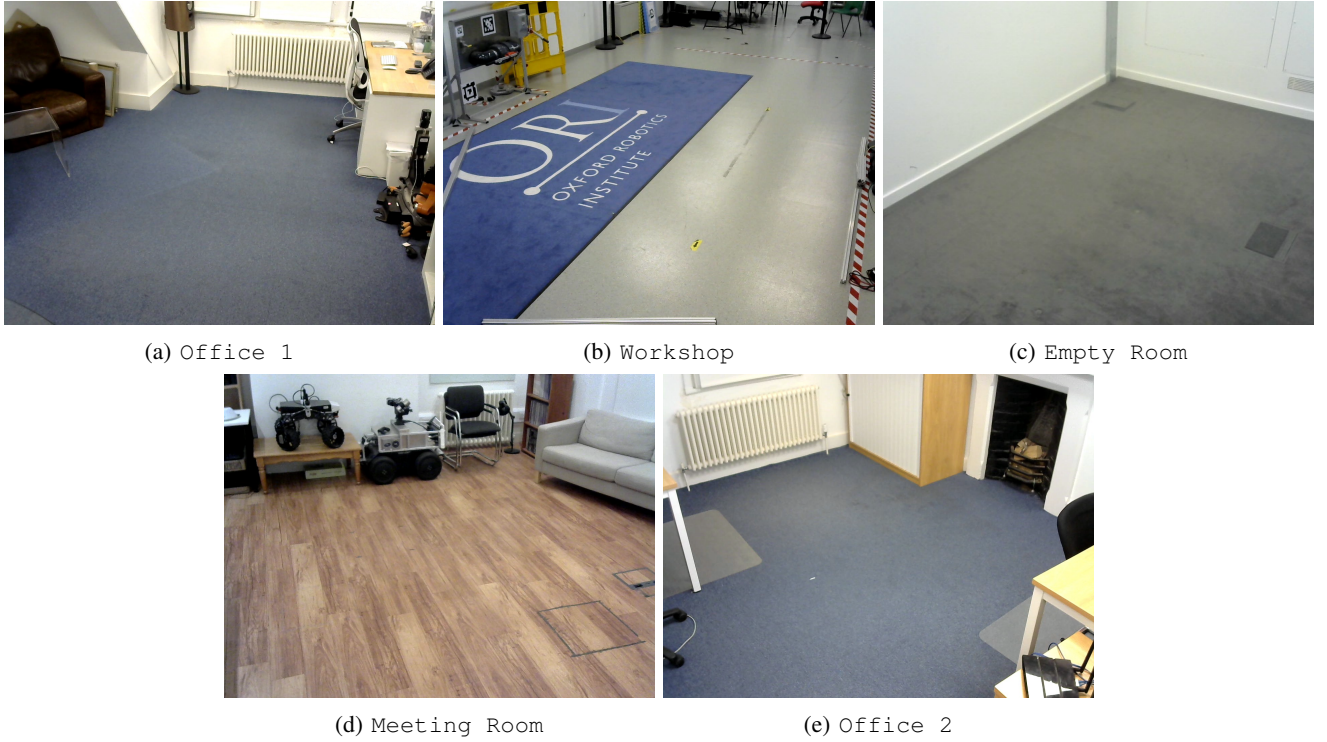 ORI
OXFORD ROBOTICS
INSTITUTE
(a) Office 1
(b) Workshop
(c) Empty Room
(d) Meeting Room
(e) Office 2